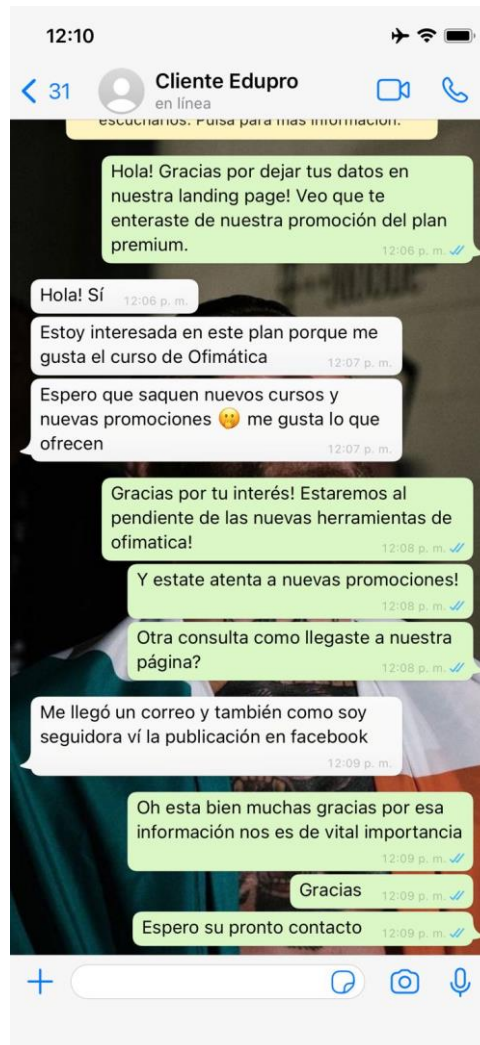 12:10
31
Cliente Edupro
en línea
escucharlos. Pulsa para más información.
Hola! Gracias por dejar tus datos en
nuestra landing page! Veo que te
enteraste de nuestra promoción del plan
premium.
12:06 p. m.
Hola! Sí
12:06 p. m.
Estoy interesada en este plan porque me
gusta el curso de Ofimática
12:07 p. m.
Espero que saquen nuevos cursos y
nuevas promociones 🤭 me gusta lo que
ofrecen
12:07 p. m.
Gracias por tu interés! Estaremos al
pendiente de las nuevas herramientas de
ofimatica!
12:08 p. m.
Y estate atenta a nuevas promociones!
12:08 p. m.
Otra consulta como llegaste a nuestra
página?
12:08 p. m.
Me llegó un correo y también como soy
seguidora ví la publicación en facebook
12:09 p. m.
Oh esta bien muchas gracias por esa
información nos es de vital importancia
12:09 p. m.
Gracias
12:09 p. m.
Espero su pronto contacto
12:09 p. m.